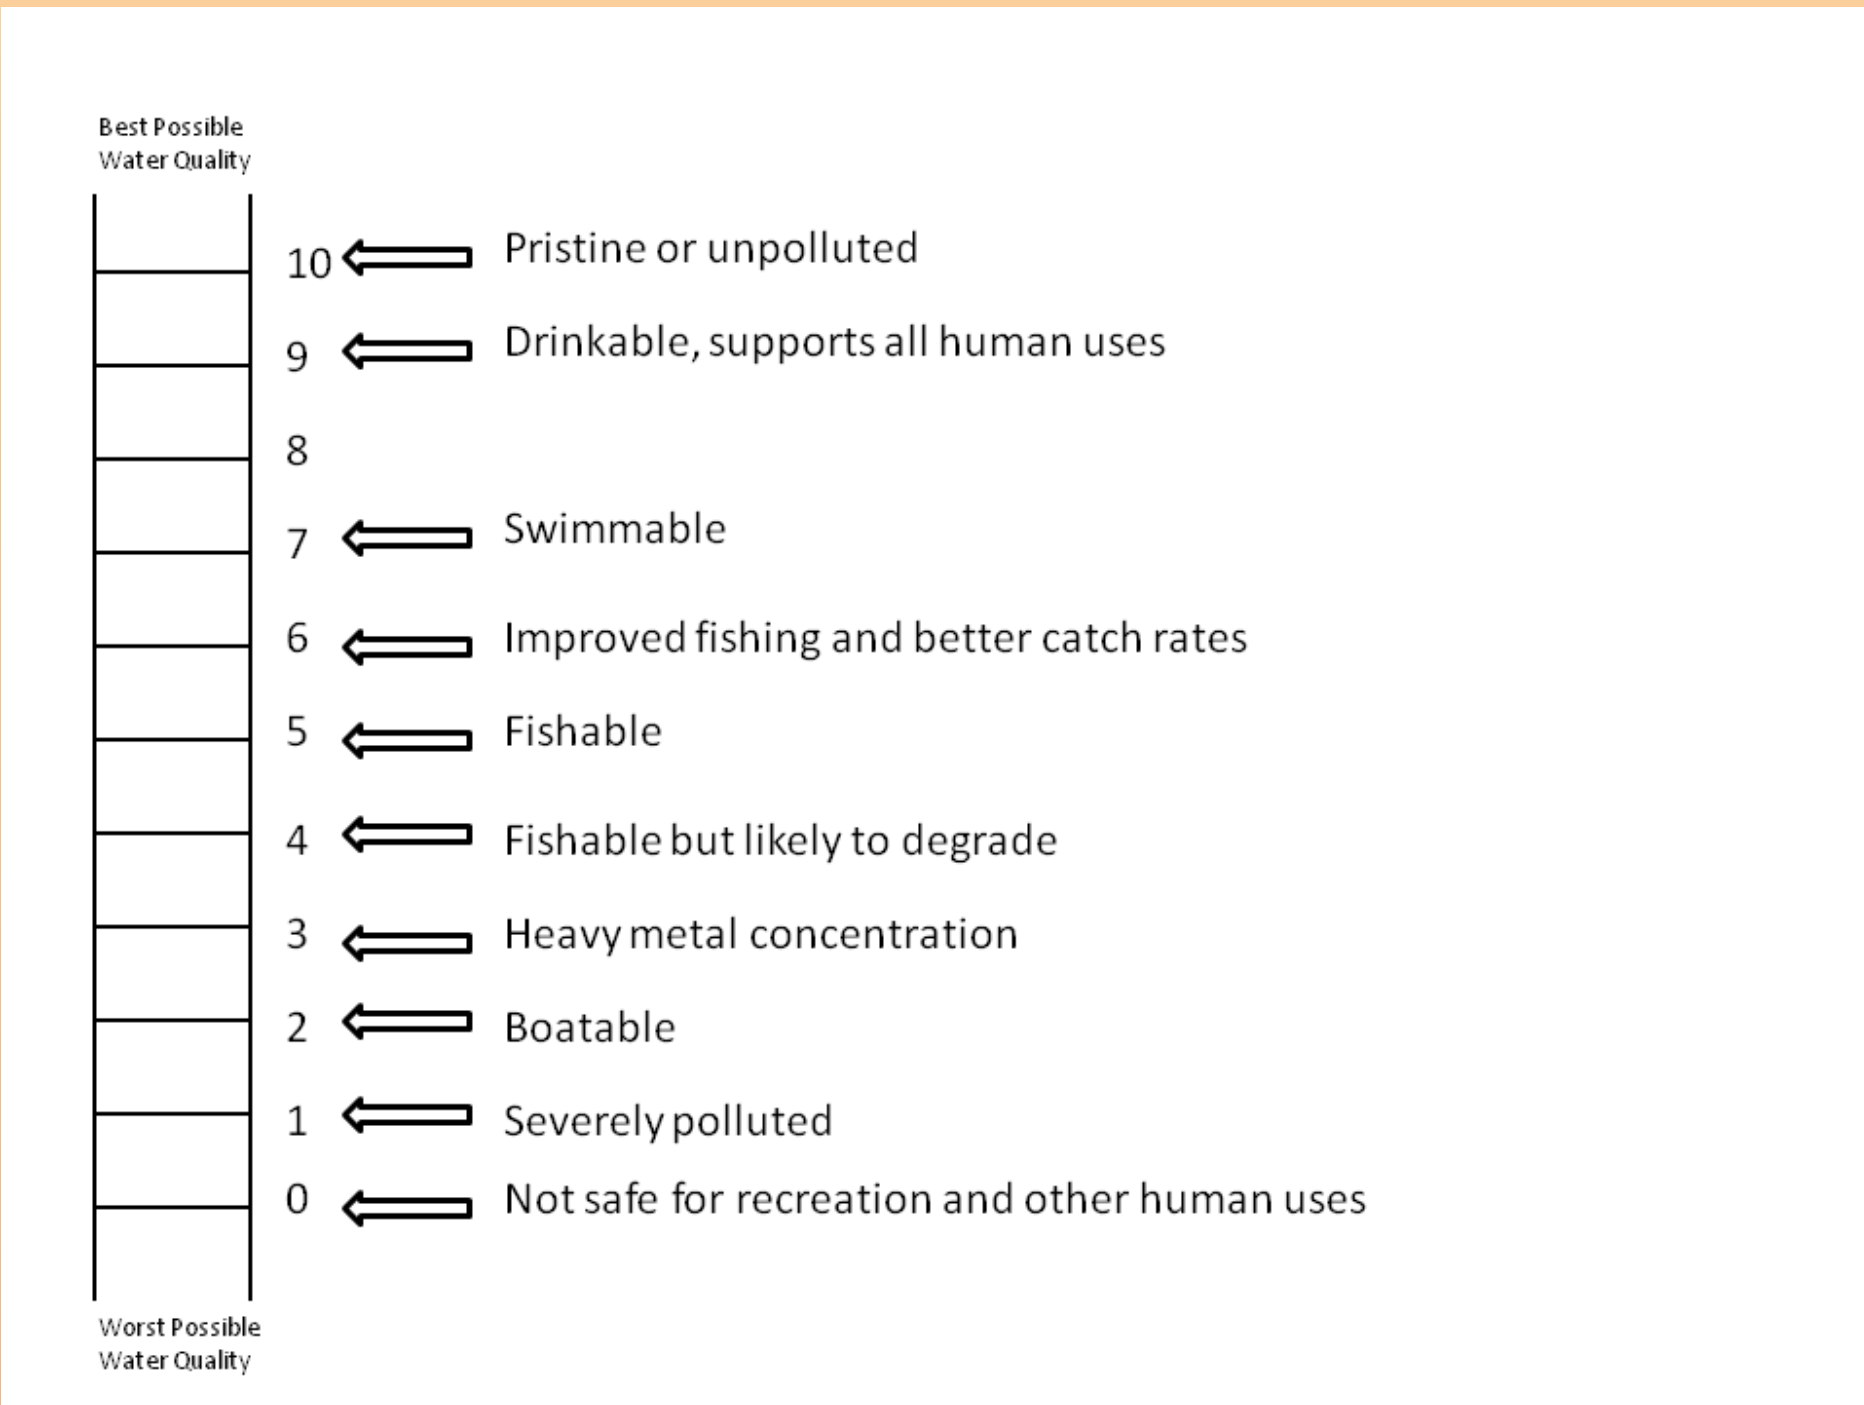 Best Possible
Water Quality
10 Pristine or unpolluted
9 Drinkable, supports all human uses
8
7 Swimmable
6 Improved fishing and better catch rates
5 Fishable
4 Fishable but likely to degrade
3 Heavy metal concentration
2 Boatable
1 Severely polluted
0 Not safe for recreation and other human uses
Worst Possible
Water Quality